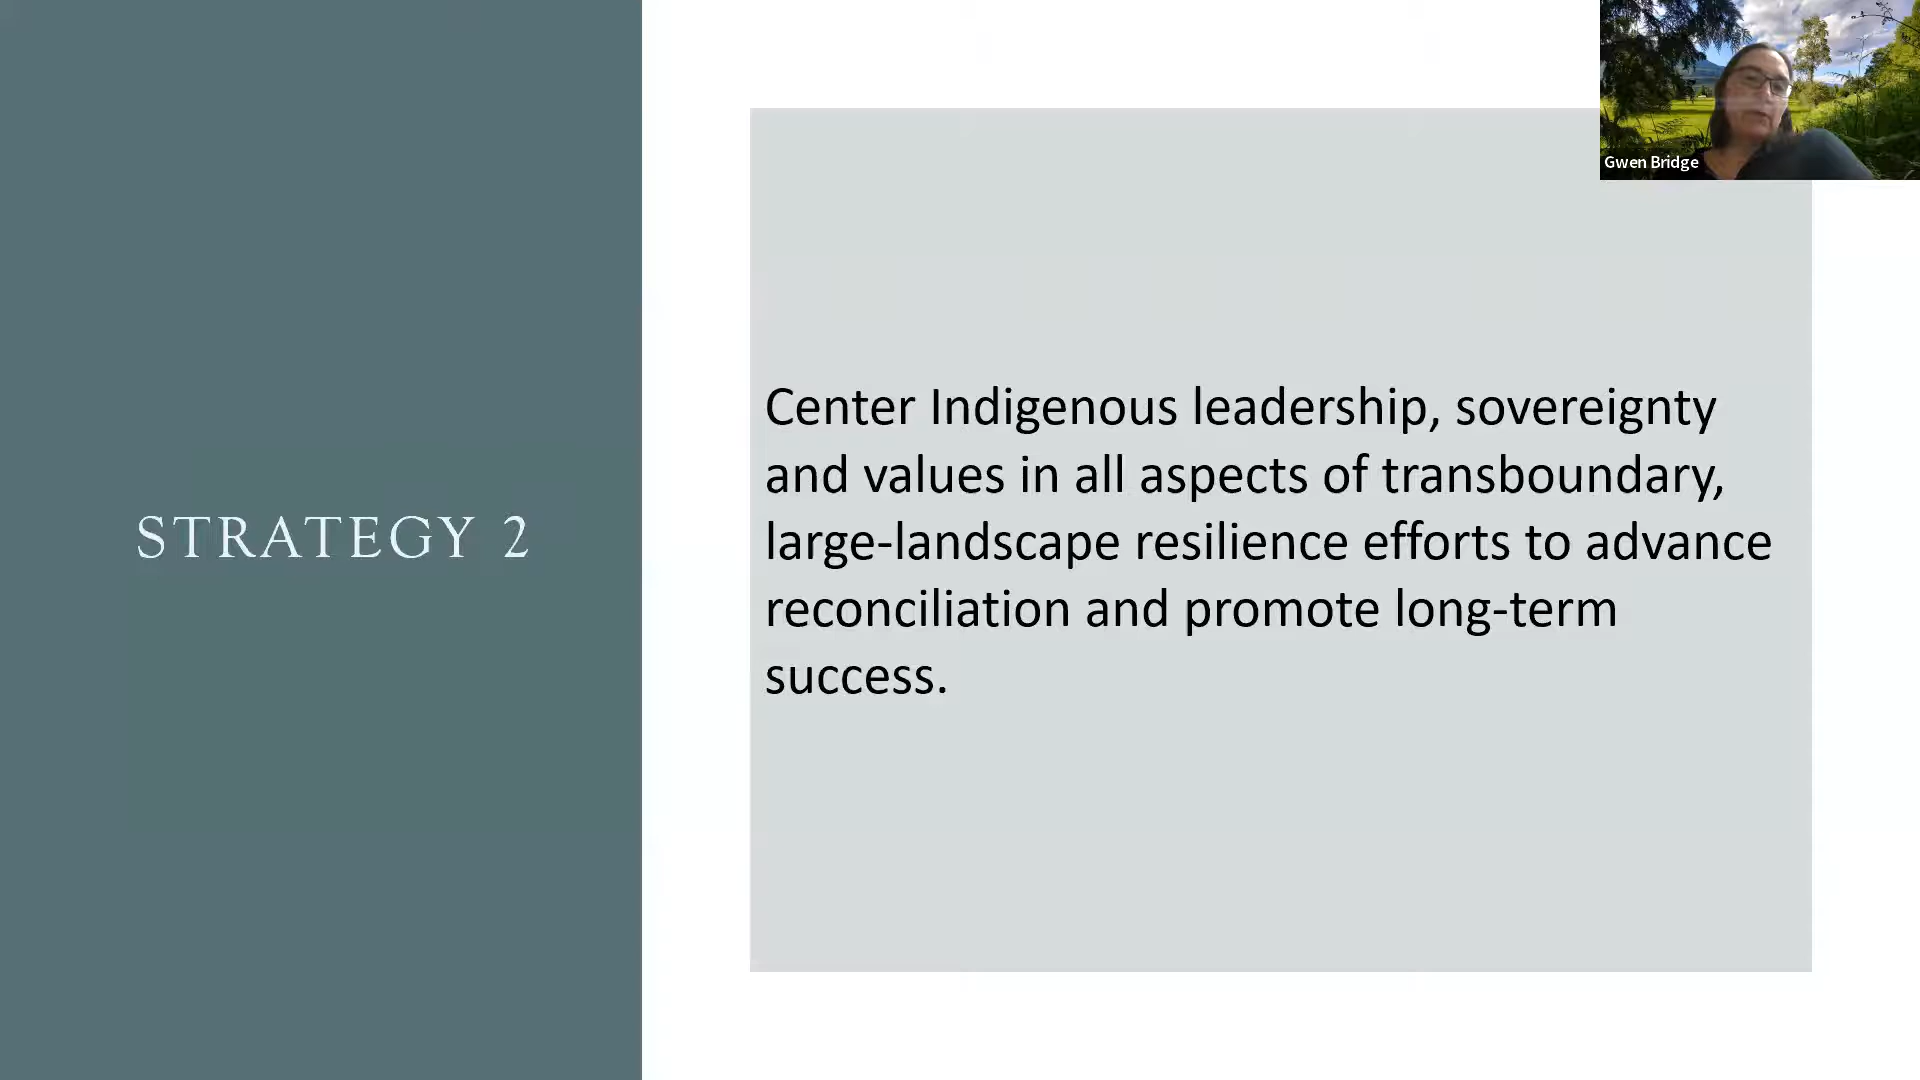 Gwen Bridge
STRATEGY 2
Center Indigenous leadership, sovereignty
and values in all aspects of transboundary,
large-landscape resilience efforts to advance
reconciliation and promote long-term
success.